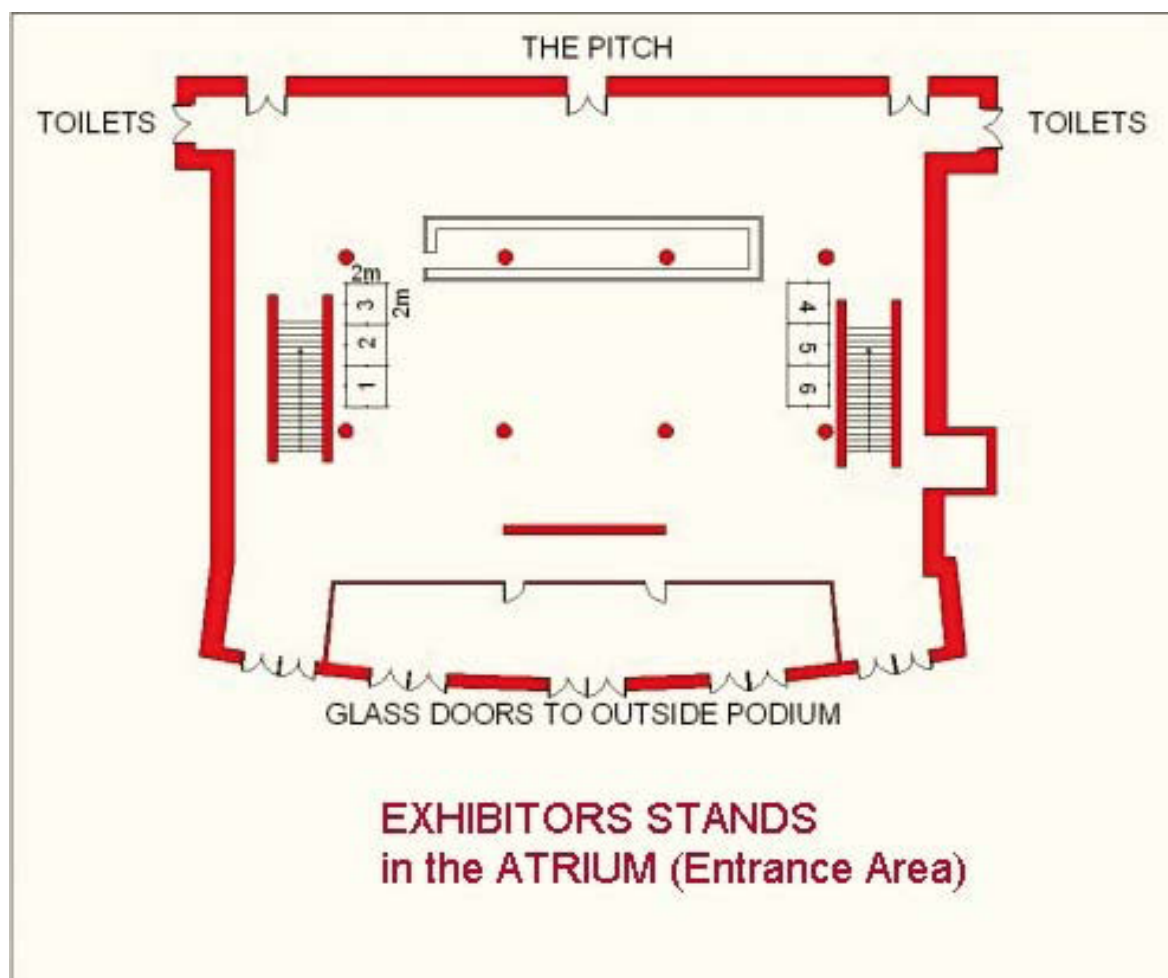 THE PITCH
TOILETS
TOILETS
2m
2m
3
2
1
4
5
6
GLASS DOORS TO OUTSIDE PODIUM
EXHIBITORS STANDS
in the ATRIUM (Entrance Area)